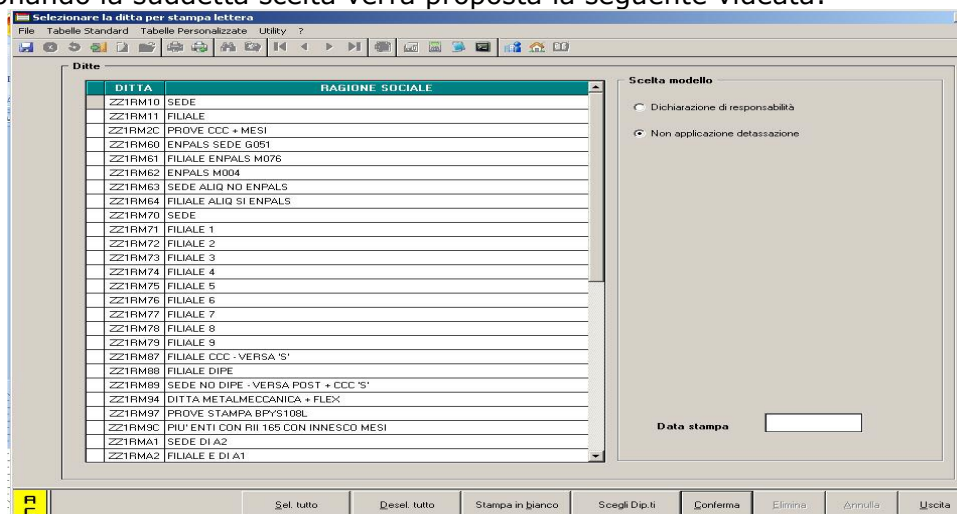 onando la suddetta scelta verrà proposta la seguente videata:
Selezionare la ditta per stampa lettera
File Tabelle Standard Tabelle Personalizzate Utility ?
Ditte
DITTA RAGIONE SOCIALE
ZZ1RM10 SEDE
ZZ1RM11 FILIALE
ZZ1RM2C PROVE CCC + MESI
ZZ1RM60 ENPALS SEDE G051
ZZ1RM61 FILIALE ENPALS M076
ZZ1RM62 ENPALS M004
ZZ1RM63 SEDE ALIQ NO ENPALS
ZZ1RM64 FILIALE ALIQ SI ENPALS
ZZ1RM70 SEDE
ZZ1RM71 FILIALE 1
ZZ1RM72 FILIALE 2
ZZ1RM73 FILIALE 3
ZZ1RM74 FILIALE 4
ZZ1RM75 FILIALE 5
ZZ1RM76 FILIALE 6
ZZ1RM77 FILIALE 7
ZZ1RM78 FILIALE 8
ZZ1RM79 FILIALE 9
ZZ1RM87 FILIALE CCC - VERSA 'S'
ZZ1RM88 FILIALE DIPE
ZZ1RM89 SEDE NO DIPE - VERSA POST + CCC 'S'
ZZ1RM94 DITTA METALMECCANICA + FLEX
ZZ1RM97 PROVE STAMPA BPYS108L
ZZ1RM9C PIU' ENTI CON RII 165 CON INNESCO MESI
ZZ1RMA1 SEDE DI A2
ZZ1RMA2 FILIALE E DI A1
Scelta modello
Dichiarazione di responsabilità
Non applicazione detassazione
Data stampa
Sel. tutto Desel. tutto Stampa in bianco Scegli Dip.ti Conferma Elimina Annulla Uscita